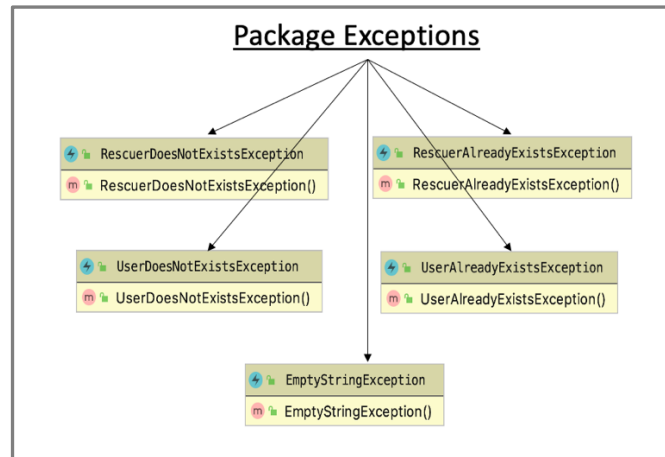 Package Exceptions
RescuerDoesNotExistsException
RescuerDoesNotExistsException()
RescuerAlreadyExistsException
RescuerAlreadyExistsException()
UserDoesNotExistsException
UserDoesNotExistsException()
UserAlreadyExistsException
UserAlreadyExistsException()
EmptyStringException
EmptyStringException()